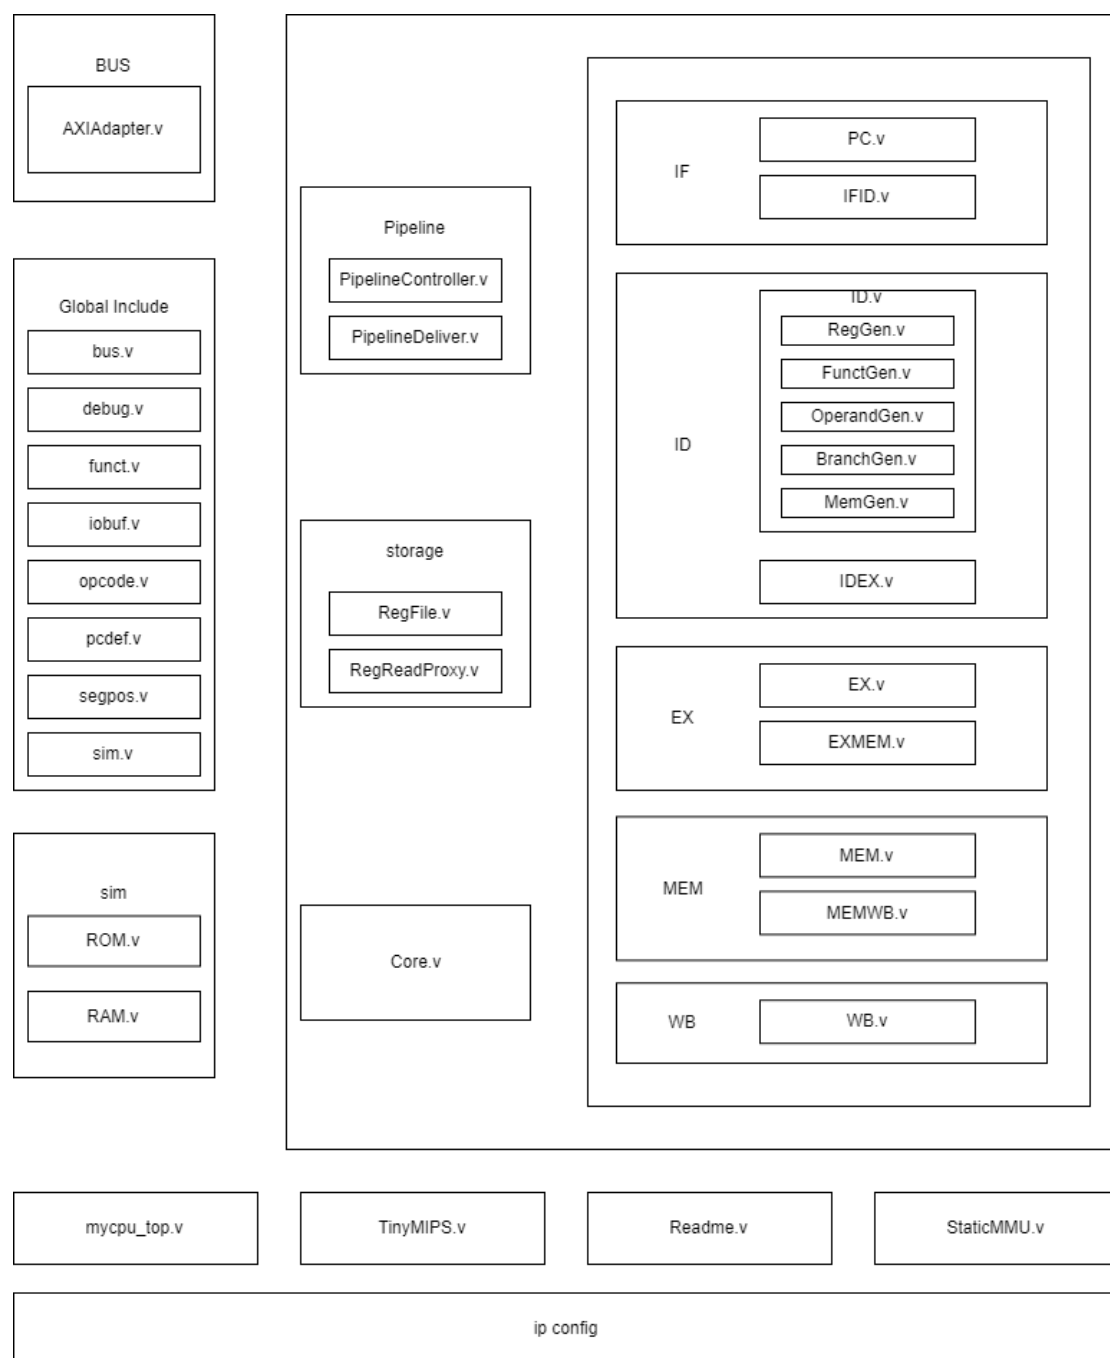 BUS
AXIAdapter.v
Global Include
bus.v
debug.v
funct.v
iobuf.v
opcode.v
pcdef.v
segpos.v
sim.v
sim
ROM.v
RAM.v
Pipeline
PipelineController.v
PipelineDeliver.v
storage
RegFile.v
RegReadProxy.v
Core.v
IF
PC.v
IFID.v
ID
ID.v
RegGen.v
FunctGen.v
OperandGen.v
BranchGen.v
MemGen.v
IDEX.v
EX
EX.v
EXMEM.v
MEM
MEM.v
MEMWB.v
WB
WB.v
mycpu_top.v
TinyMIPS.v
Readme.v
StaticMMU.v
ip config